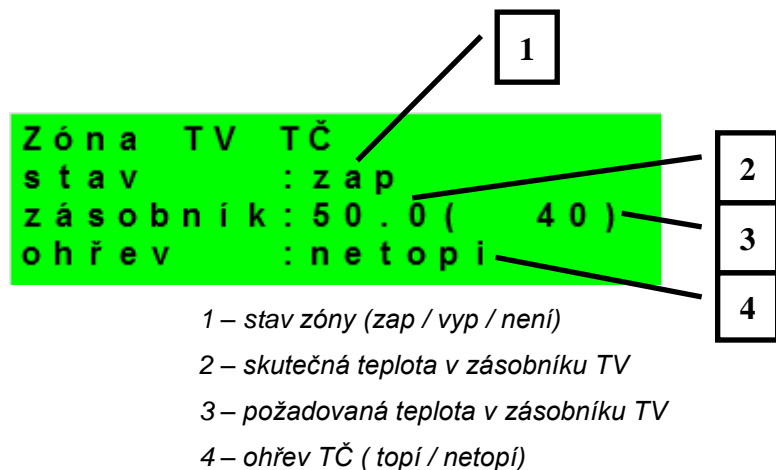 1
Zóna TV TČ
stav :zap
zásobník:50.0( 40)
ohřev :netopi
2
3
4
1 – stav zóny (zap / vyp / není)
2 – skutečná teplota v zásobníku TV
3 – požadovaná teplota v zásobníku TV
4 – ohřev TČ ( topí / netopí)